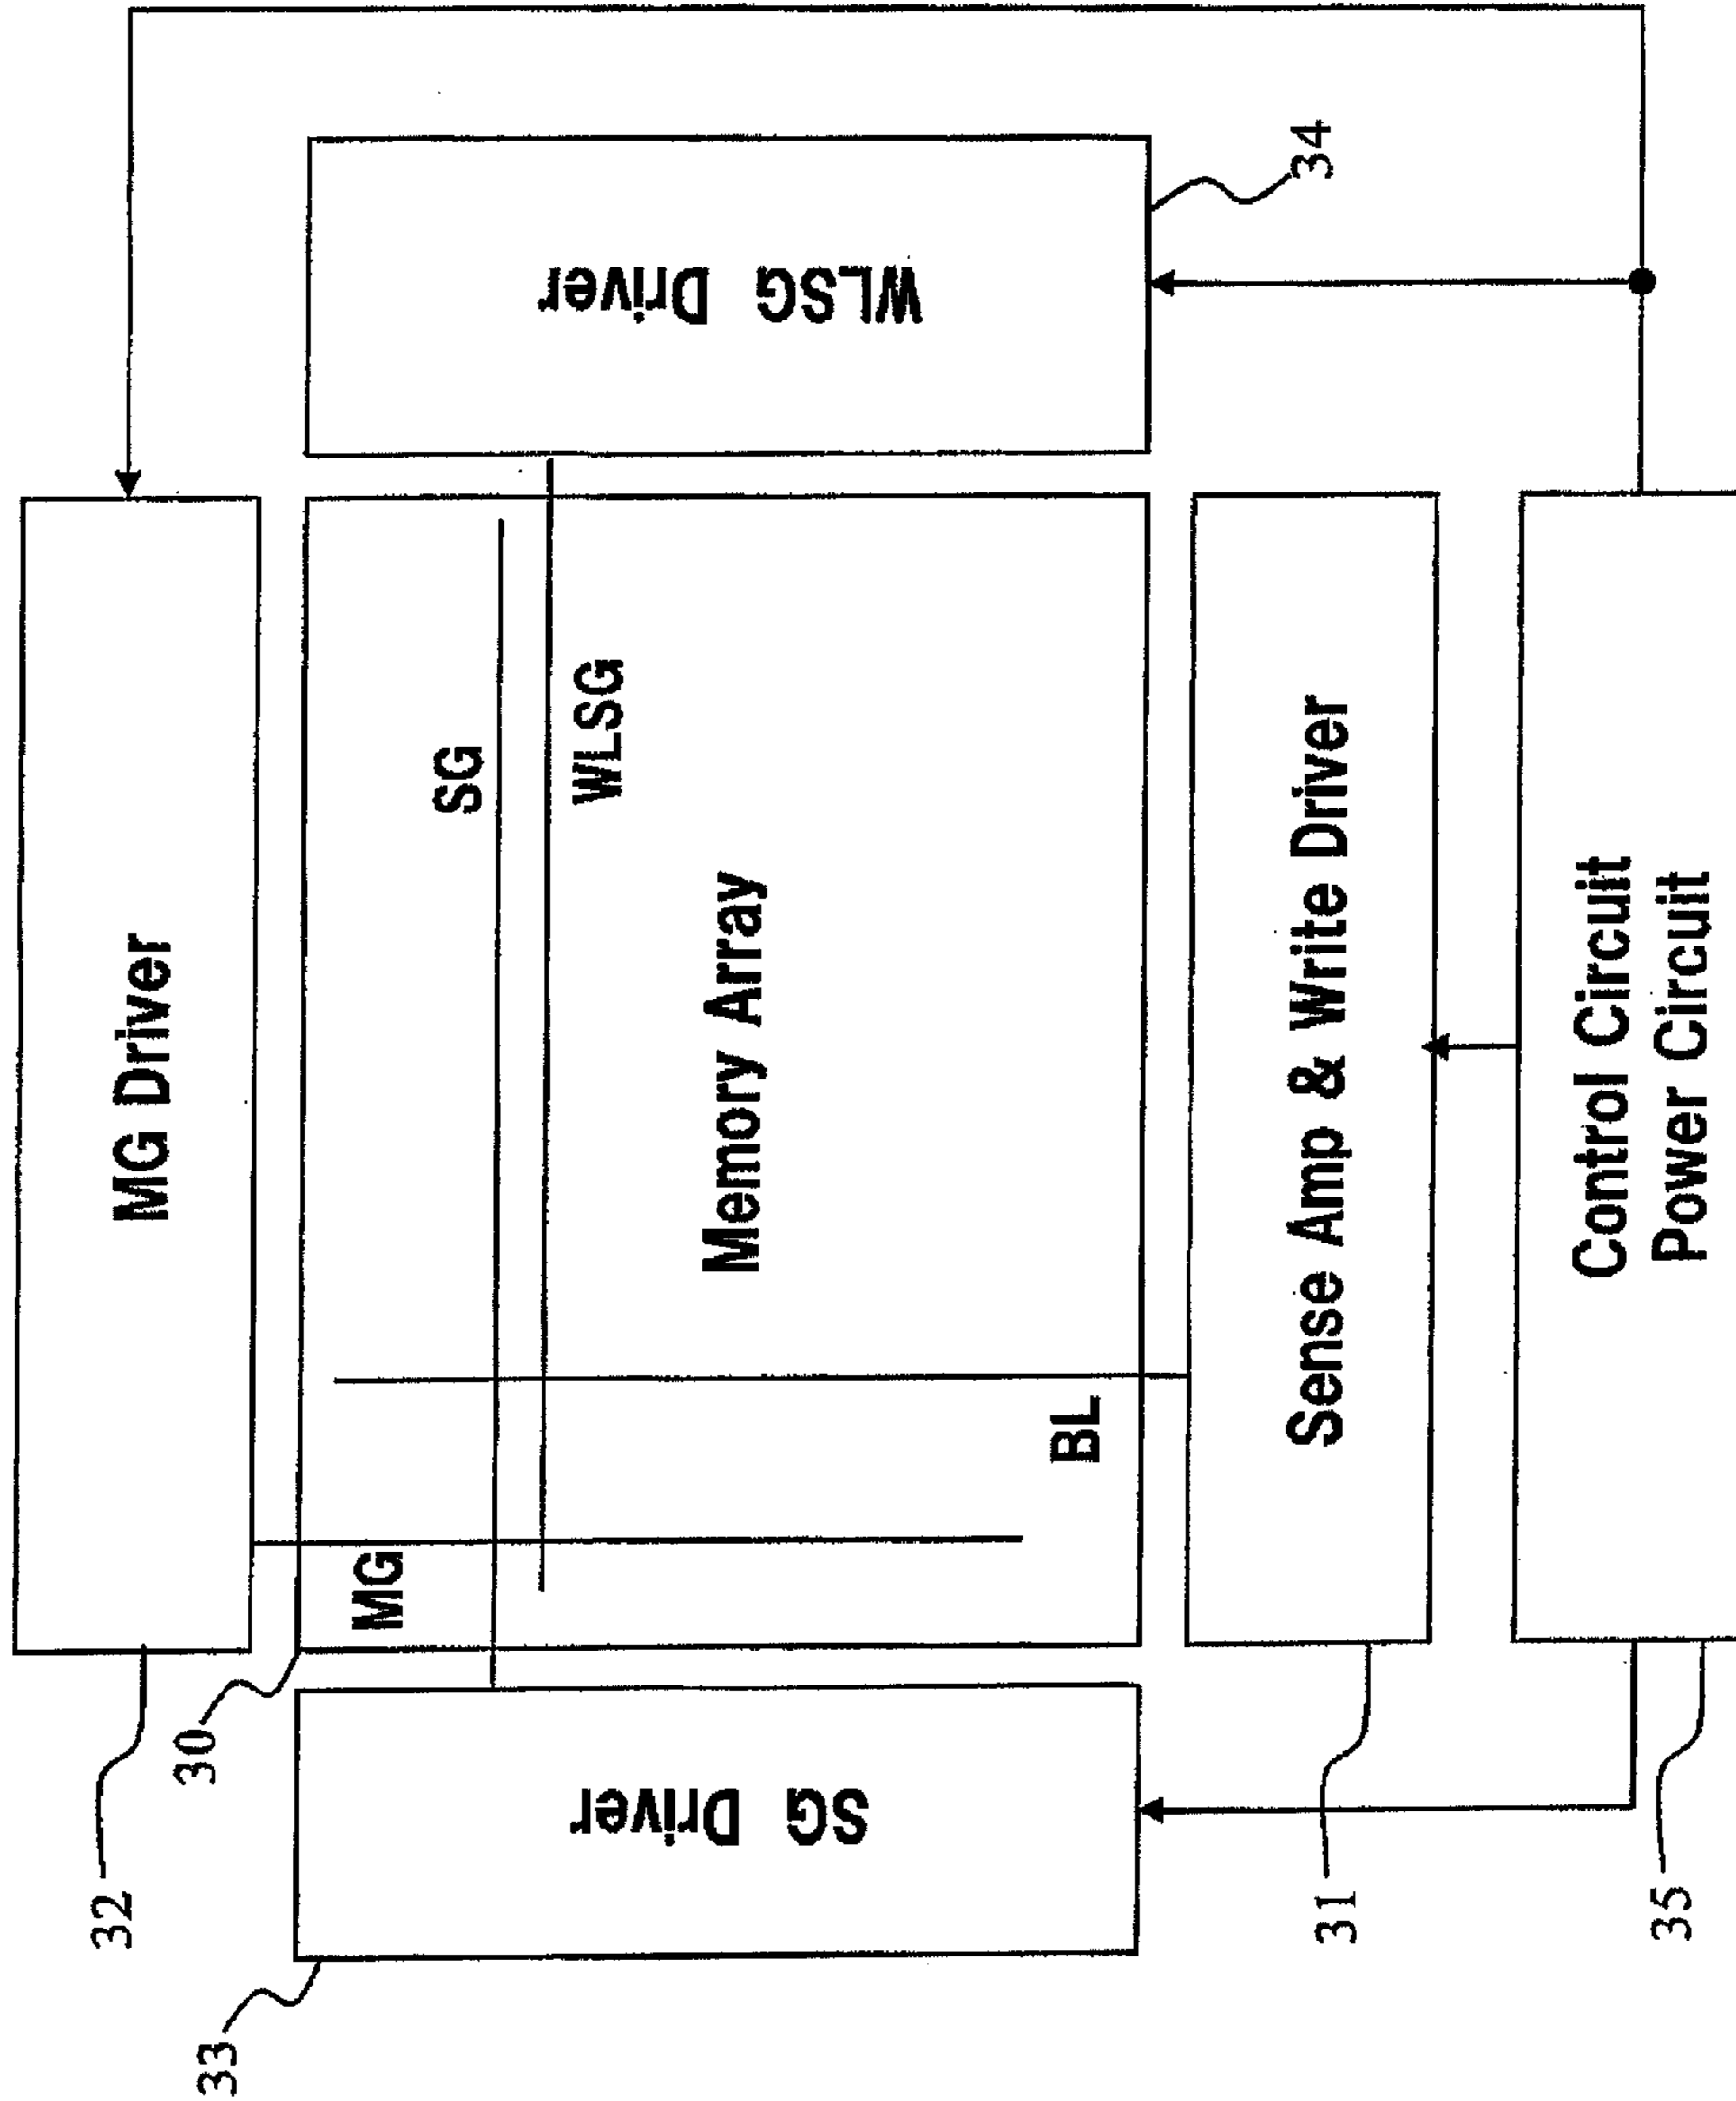 MG Driver
32
30
MG
SG
WLSG
Memory Array
BL
SG Driver
33
WLSG Driver
34
Sense Amp & Write Driver
31
Control Circuit
Power Circuit
35